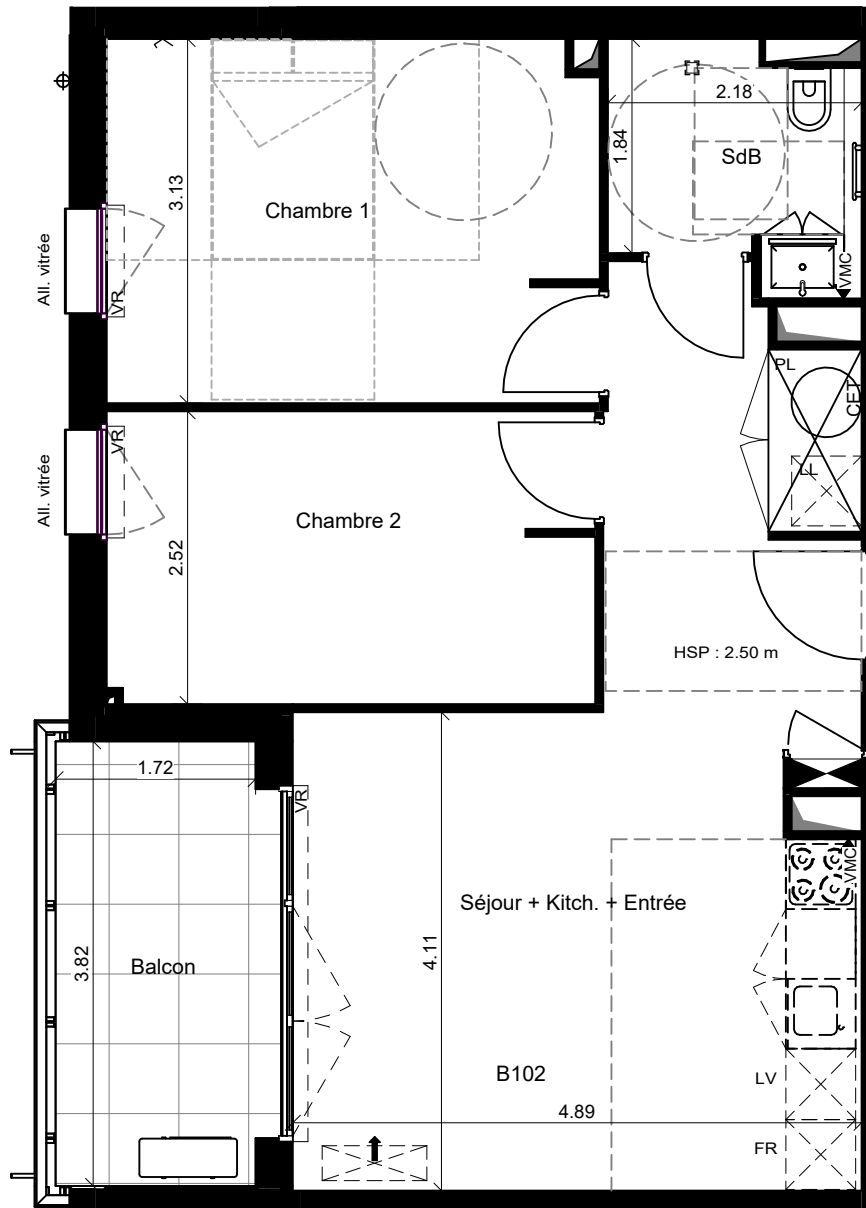 2.18
1.84
SdB
3.13
Chambre 1
All. vitrée
VR
VMC
PL
CET
LL
VR
All. vitrée
Chambre 2
2.52
HSP : 2.50 m
1.72
VR
VMC
Séjour + Kitch. + Entrée
4.11
3.82
Balcon
B102
LV
4.89
FR